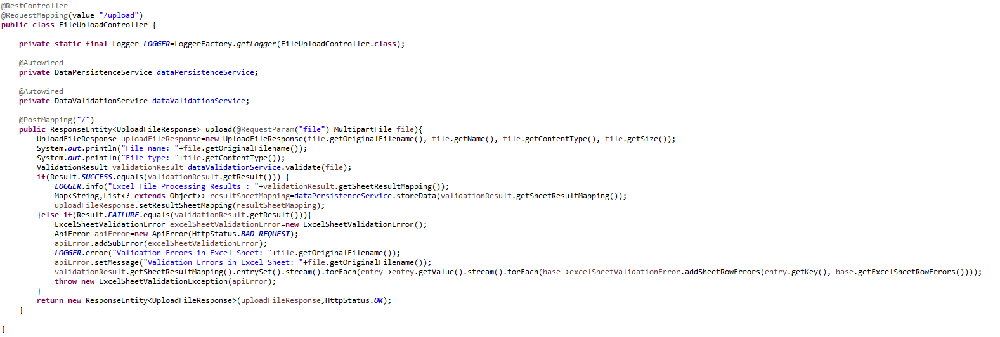 @RestController
@RequestMapping(value="/upload")
public class FileUploadController {
private static final Logger LOGGER=LoggerFactory.getLogger(FileUploadController.class);
@Autowired
private DataPersistenceService dataPersistenceService;
@Autowired
private DataValidationService dataValidationService;
@PostMapping("/")
public ResponseEntity<UploadFileResponse> upload(@RequestParam("file") MultipartFile file){
UploadFileResponse uploadFileResponse=new UploadFileResponse(file.getOriginalFilename(), file.getName(), file.getContentType(), file.getSize());
System.out.println("File name: "+file.getOriginalFilename());
System.out.println("File type: "+file.getContentType());
ValidationResult validationResult=dataValidationService.validate(file);
if(Result.SUCCESS.equals(validationResult.getResult())) {
LOGGER.info("Excel File Processing Results : "+validationResult.getSheetResultMapping());
Map<String,List<? extends Object>> resultSheetMapping=dataPersistenceService.storeData(validationResult.getSheetResultMapping());
uploadFileResponse.setResultSheetMapping(resultSheetMapping);
}else if(Result.FAILURE.equals(validationResult.getResult())){
ExcelSheetValidationError excelSheetValidationError=new ExcelSheetValidationError();
ApiError apiError=new ApiError(HttpStatus.BAD_REQUEST);
apiError.addSubError(excelSheetValidationError);
LOGGER.error("Validation Errors in Excel Sheet: "+file.getOriginalFilename());
apiError.setMessage("Validation Errors in Excel Sheet: "+file.getOriginalFilename());
validationResult.getSheetResultMapping().entrySet().stream().forEach(entry->entry.getValue().stream().forEach(base->excelSheetValidationError.addSheetRowErrors(entry.getKey(), base.getExcelSheetRowErrors())));
throw new ExcelSheetValidationException(apiError);
}
return new ResponseEntity<UploadFileResponse>(uploadFileResponse,HttpStatus.OK);
}
}